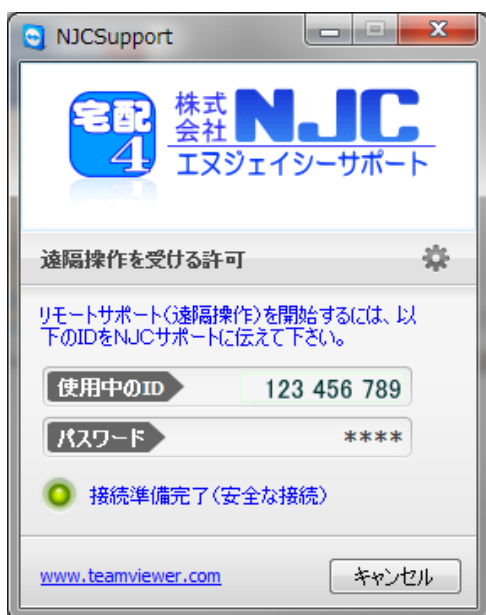 NJCSupport
宅配
4
株式
会社
NJC
エヌジェイシーサポート
遠隔操作を受ける許可
リモートサポート(遠隔操作)を開始するには、以
下のIDをNJCサポートに伝えて下さい。
使用中のID 123 456 789
パスワード ****
接続準備完了(安全な接続)
www.teamviewer.com キャンセル